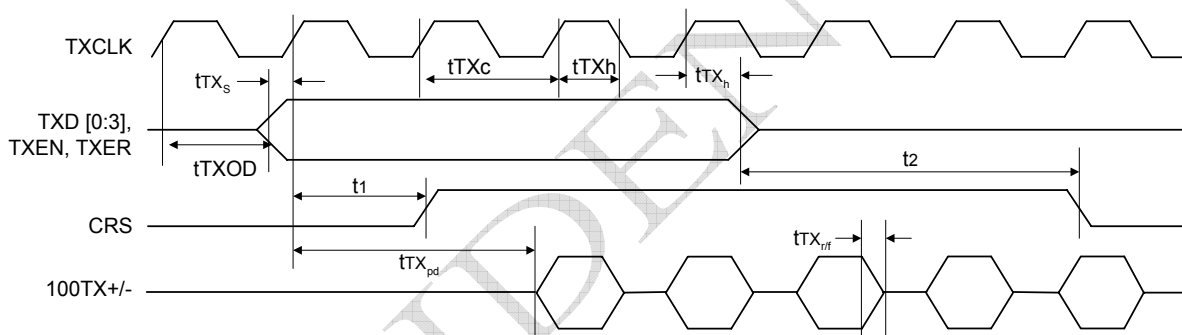 TXCLK
tTXc
tTXh
tTXh
tTXS
TXD [0:3],
TXEN, TXER
tTXOD
t1
t2
CRS
tTXpd
tTXr/f
100TX+/-